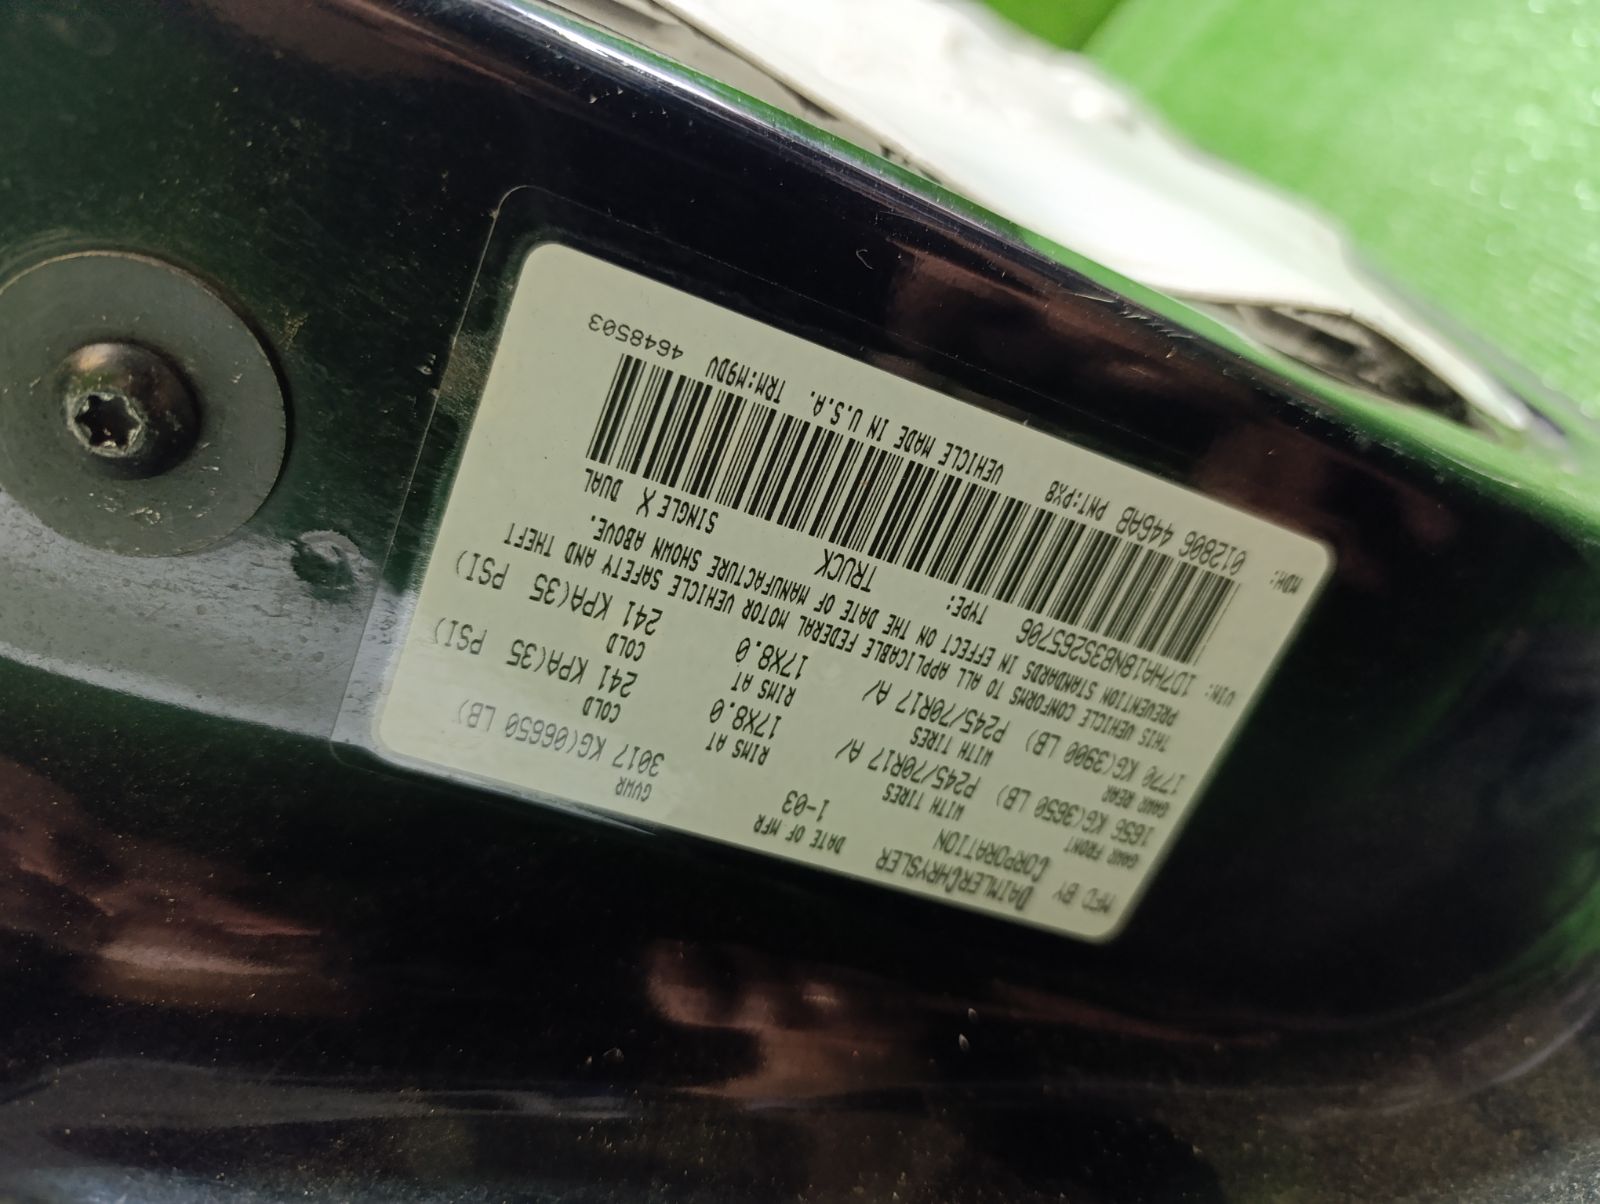 MFD BY DAIMLERCHRYSLER CORPORATION
DATE OF MFR 1-03
GVWR 3017 KG(06650 LB)
GAWR FRONT 1656 KG(3650 LB)
WITH TIRES P245/70R17 A/
RIMS AT 17X8.0
COLD 241 KPA(35 PSI)
GAWR REAR 1770 KG(3900 LB)
WITH TIRES P245/70R17 A/
RIMS AT 17X8.0
COLD 241 KPA(35 PSI)
THIS VEHICLE CONFORMS TO ALL APPLICABLE FEDERAL MOTOR VEHICLE SAFETY AND THEFT
PREVENTION STANDARDS IN EFFECT ON THE DATE OF MANUFACTURE SHOWN ABOVE.
VIN: 1D7HA18N83S265706 TYPE: TRUCK SINGLE X DUAL
MDH: 012806 446AB PNT:PX8 VEHICLE MADE IN U.S.A. TRM:M9DV 4648503